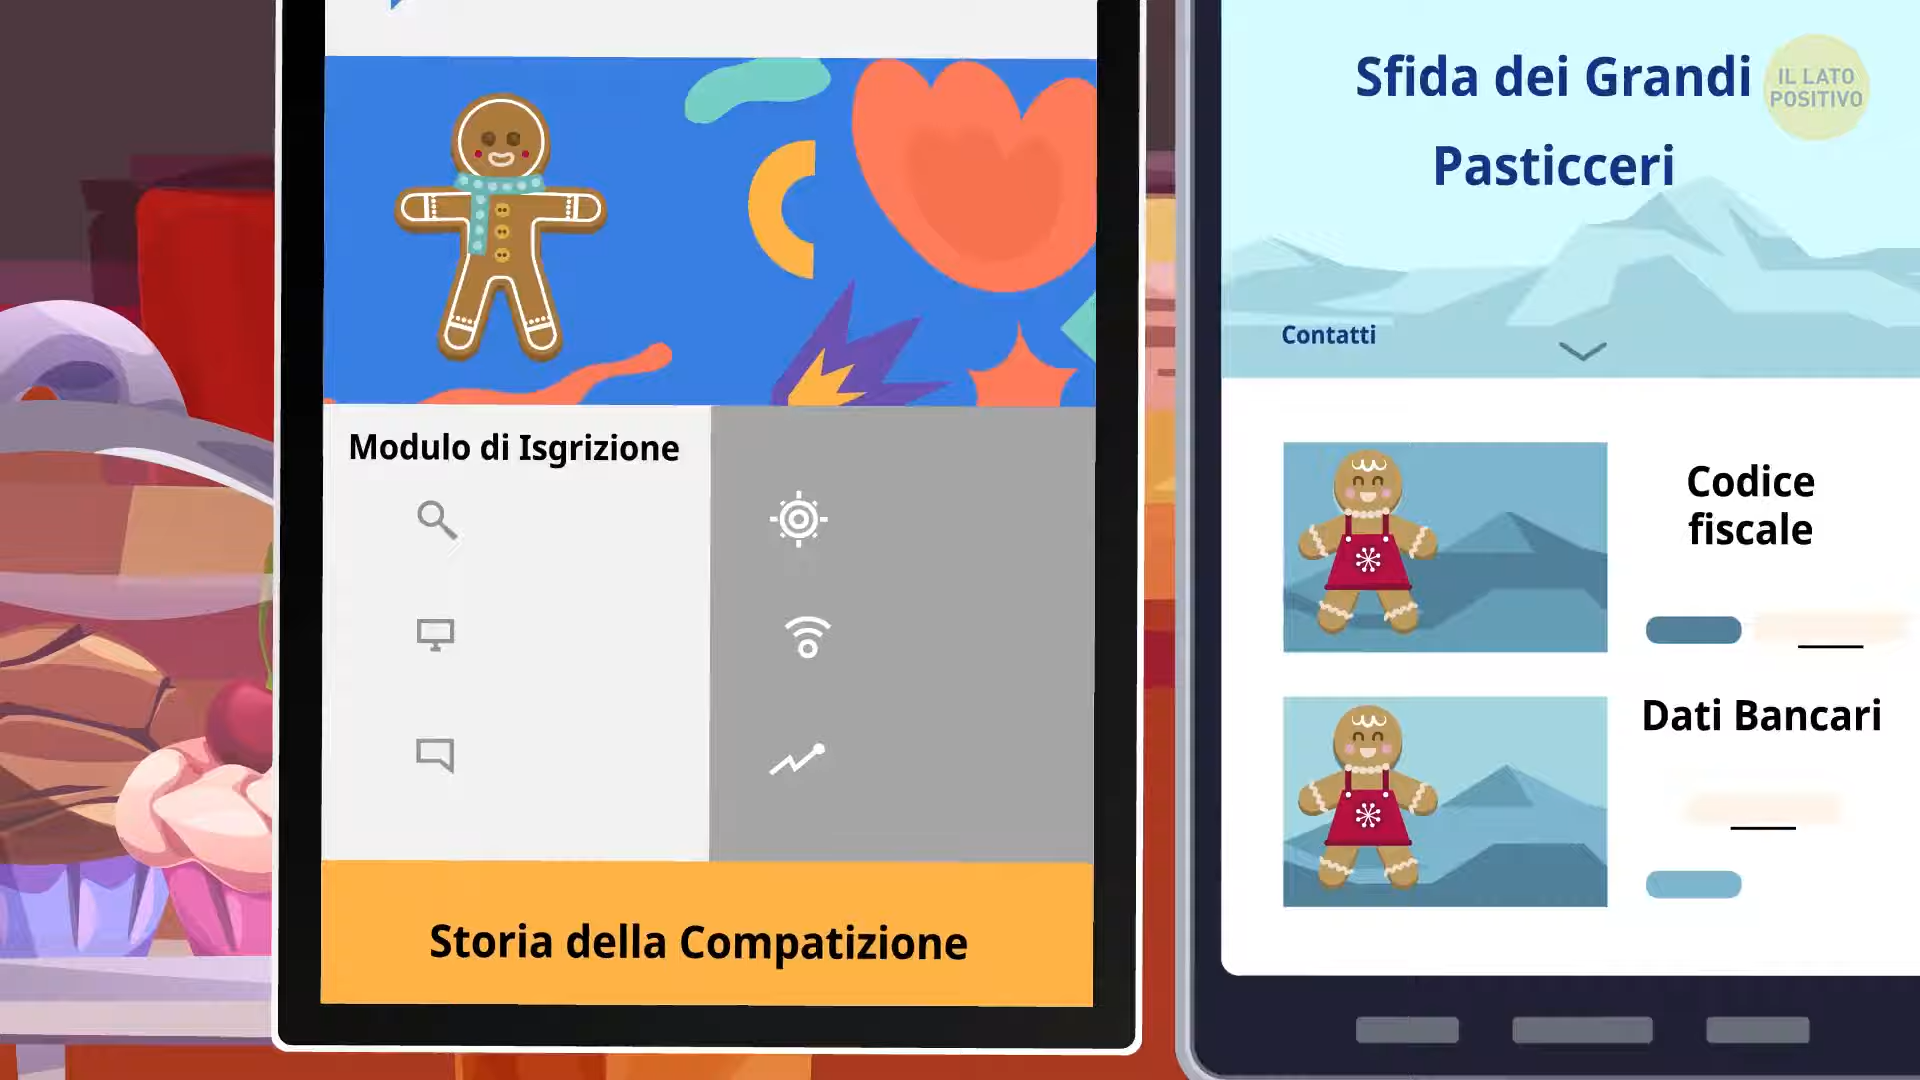 Modulo di Isgrizione
Storia della Compatizione
Sfida dei Grandi
Pasticceri
IL LATO
POSITIVO
Contatti
Codice
fiscale
Dati Bancari